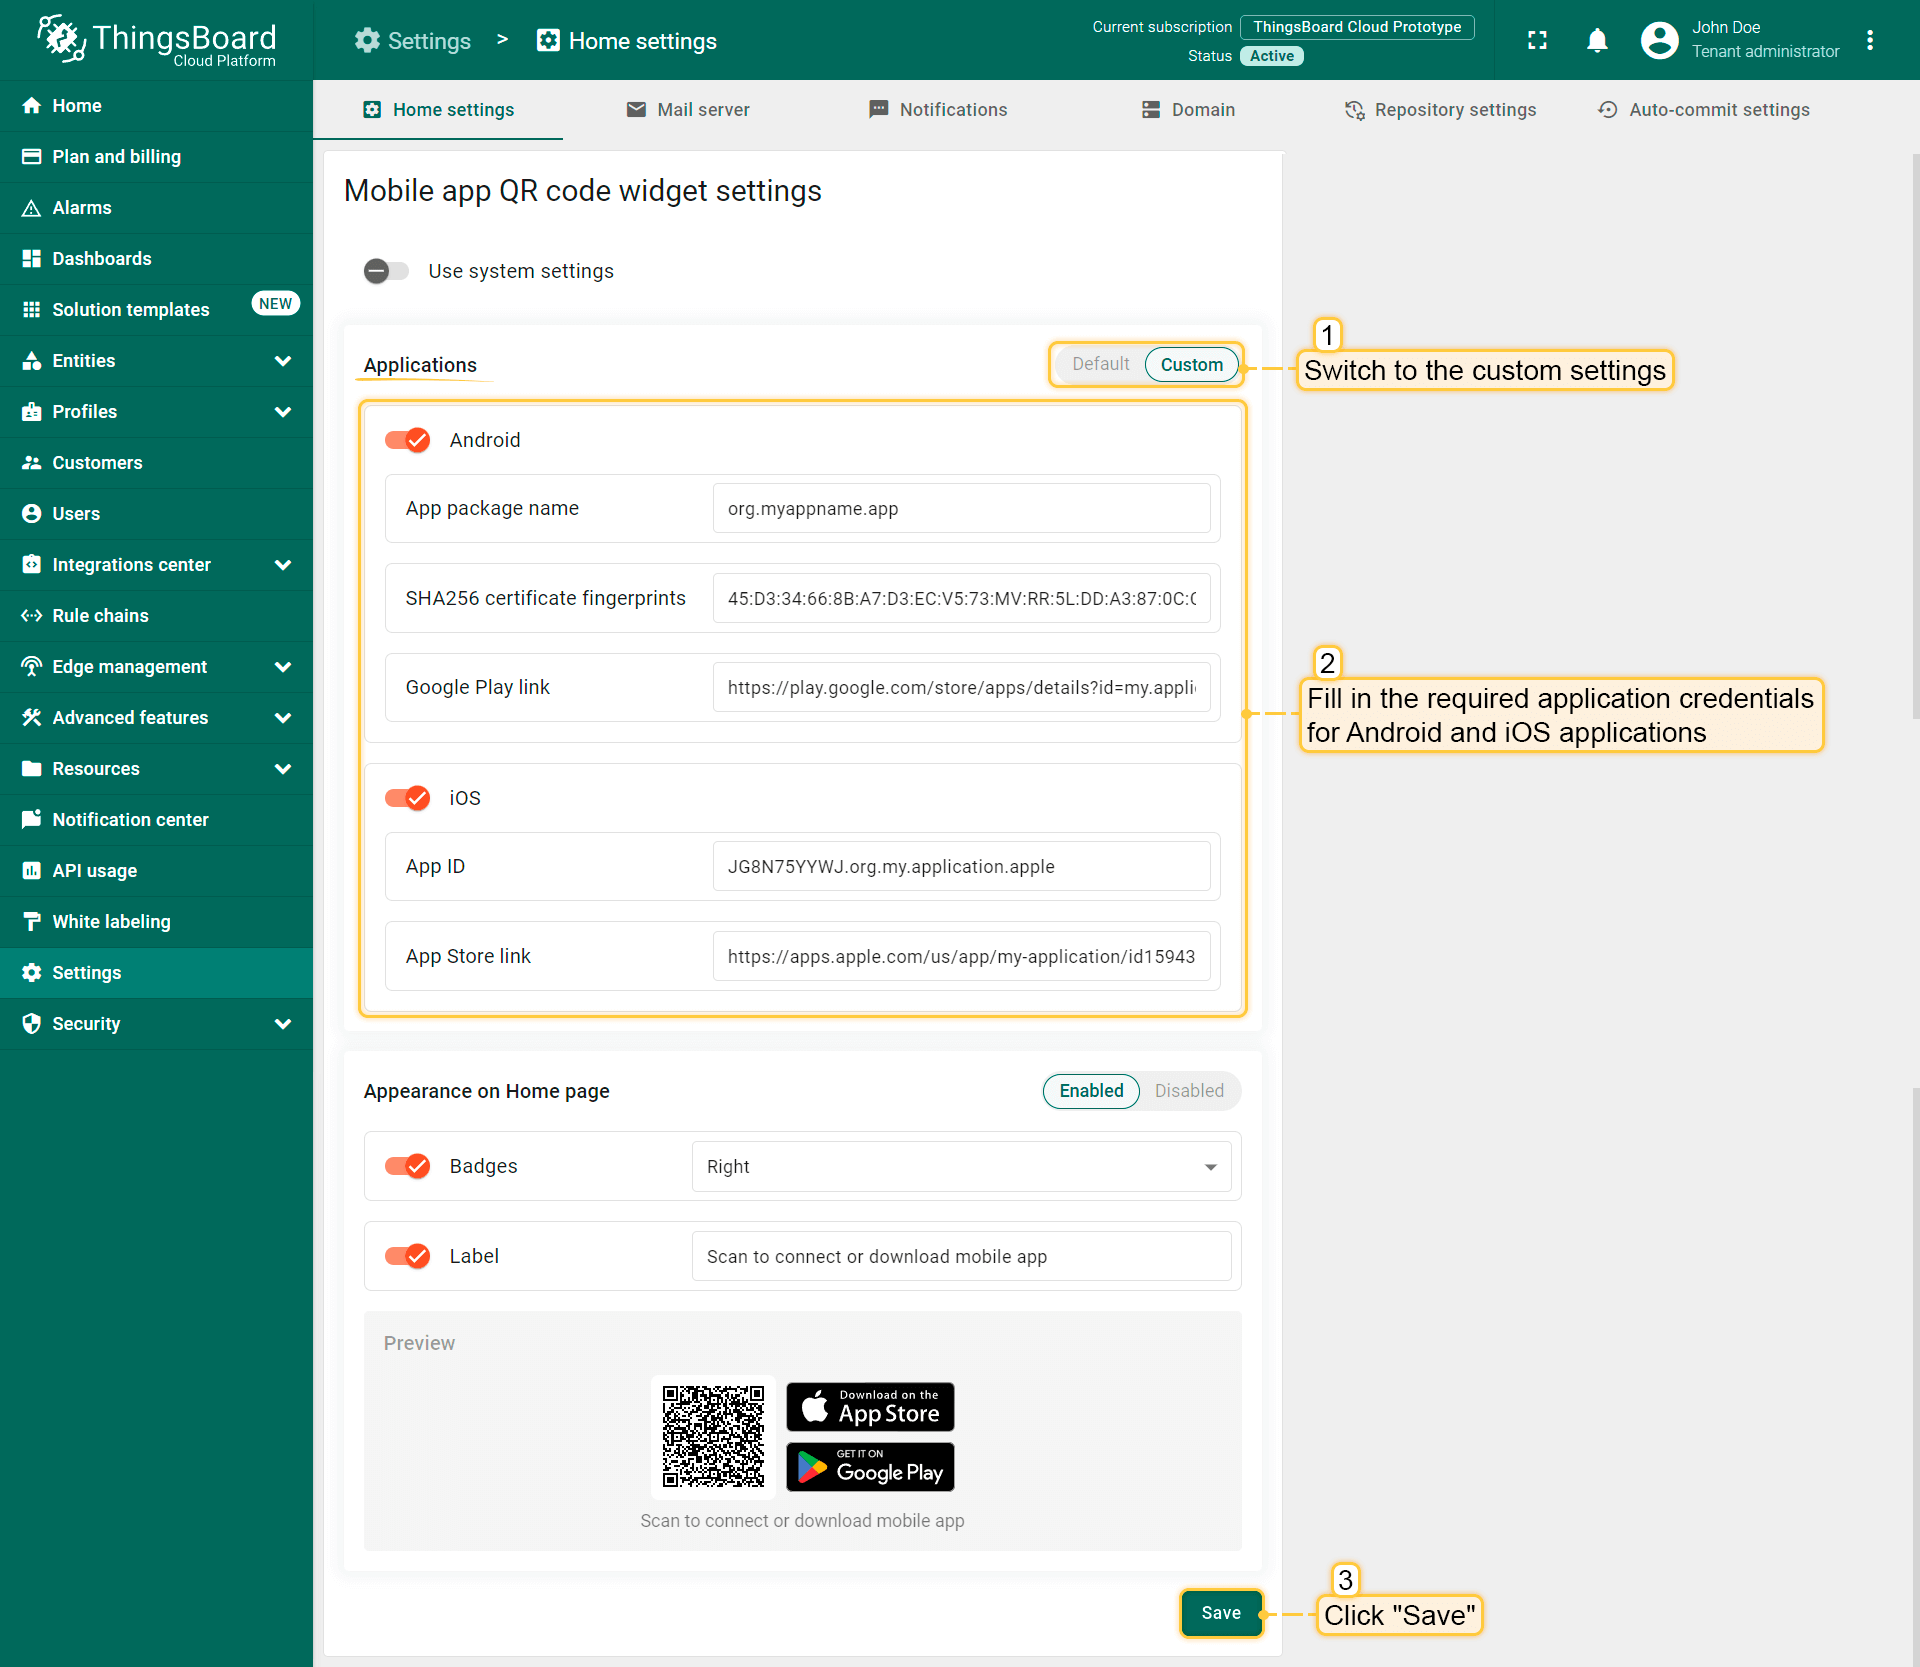 ThingsBoard
Cloud Platform
Settings > Home settings
Current subscription ThingsBoard Cloud Prototype
Status Active
John Doe
Tenant administrator
Home
Plan and billing
Alarms
Dashboards
Solution templates NEW
Entities
Profiles
Customers
Users
Integrations center
Rule chains
Edge management
Advanced features
Resources
Notification center
API usage
White labeling
Settings
Security
Home settings Mail server Notifications Domain Repository settings Auto-commit settings
Mobile app QR code widget settings
Use system settings
Applications Default Custom
1
Switch to the custom settings
Android
App package name org.myappname.app
SHA256 certificate fingerprints 45:D3:34:66:8B:A7:D3:EC:V5:73:MV:RR:5L:DD:A3:87:0C:
Google Play link https://play.google.com/store/apps/details?id=my.appli
2
Fill in the required application credentials
for Android and iOS applications
iOS
App ID JG8N75YYWJ.org.my.application.apple
App Store link https://apps.apple.com/us/app/my-application/id15943
Appearance on Home page Enabled Disabled
Badges Right
Label Scan to connect or download mobile app
Preview
Download on the
App Store
GET IT ON
Google Play
Scan to connect or download mobile app
Save
3
Click "Save"